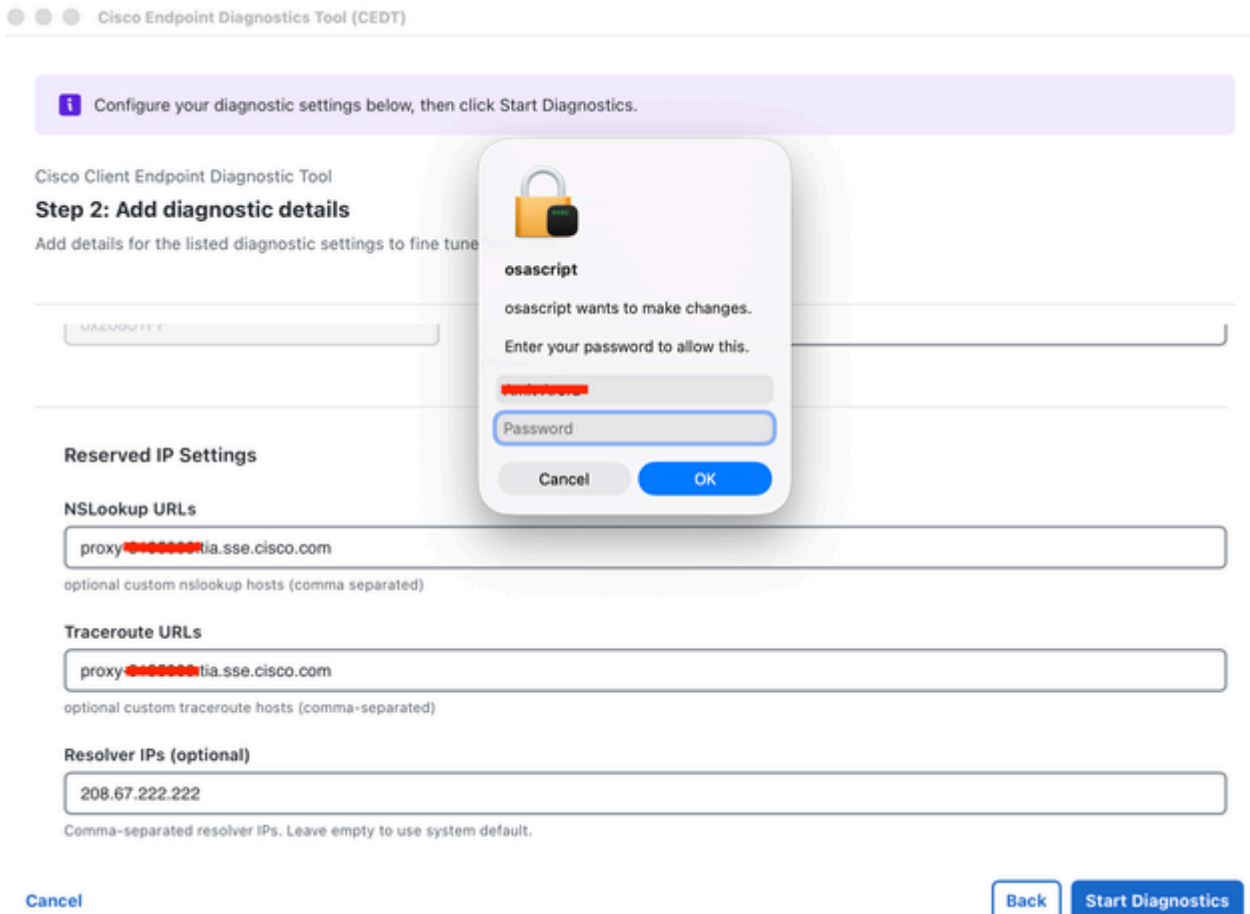 Cisco Endpoint Diagnostics Tool (CEDT)
Configure your diagnostic settings below, then click Start Diagnostics.
Cisco Client Endpoint Diagnostic Tool
Step 2: Add diagnostic details
Add details for the listed diagnostic settings to fine tune
osascript
osascript wants to make changes.
Enter your password to allow this.
Password
Cancel
OK
Reserved IP Settings
NSLookup URLs
proxy tia.sse.cisco.com
optional custom nslookup hosts (comma separated)
Traceroute URLs
proxy- tia.sse.cisco.com
optional custom traceroute hosts (comma-separated)
Resolver IPs (optional)
208.67.222.222
Comma-separated resolver IPs. Leave empty to use system default.
Cancel
Back
Start Diagnostics